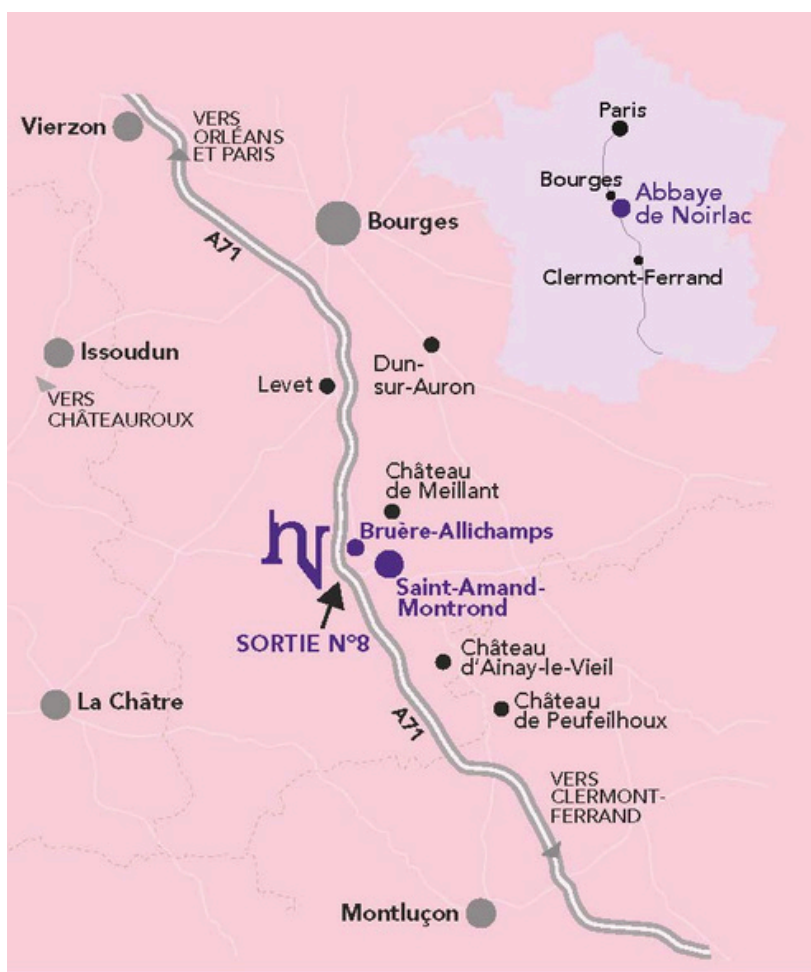 Vierzon
VERS
ORLÉANS
ET PARIS
Paris
Bourges
Abbaye
de Noirlac
Clermont-Ferrand
Bourges
A71
Issoudun
VERS
CHÂTEAUROUX
Levet
Dun-
sur-Auron
Château
de Meillant
Bruère-Allichamps
Saint-Amand-
Montrond
SORTIE N°8
Château
d'Ainay-le-Vieil
Château
de Peufeilhoux
La Châtre
A71
VERS
CLERMONT-
FERRAND
Montluçon